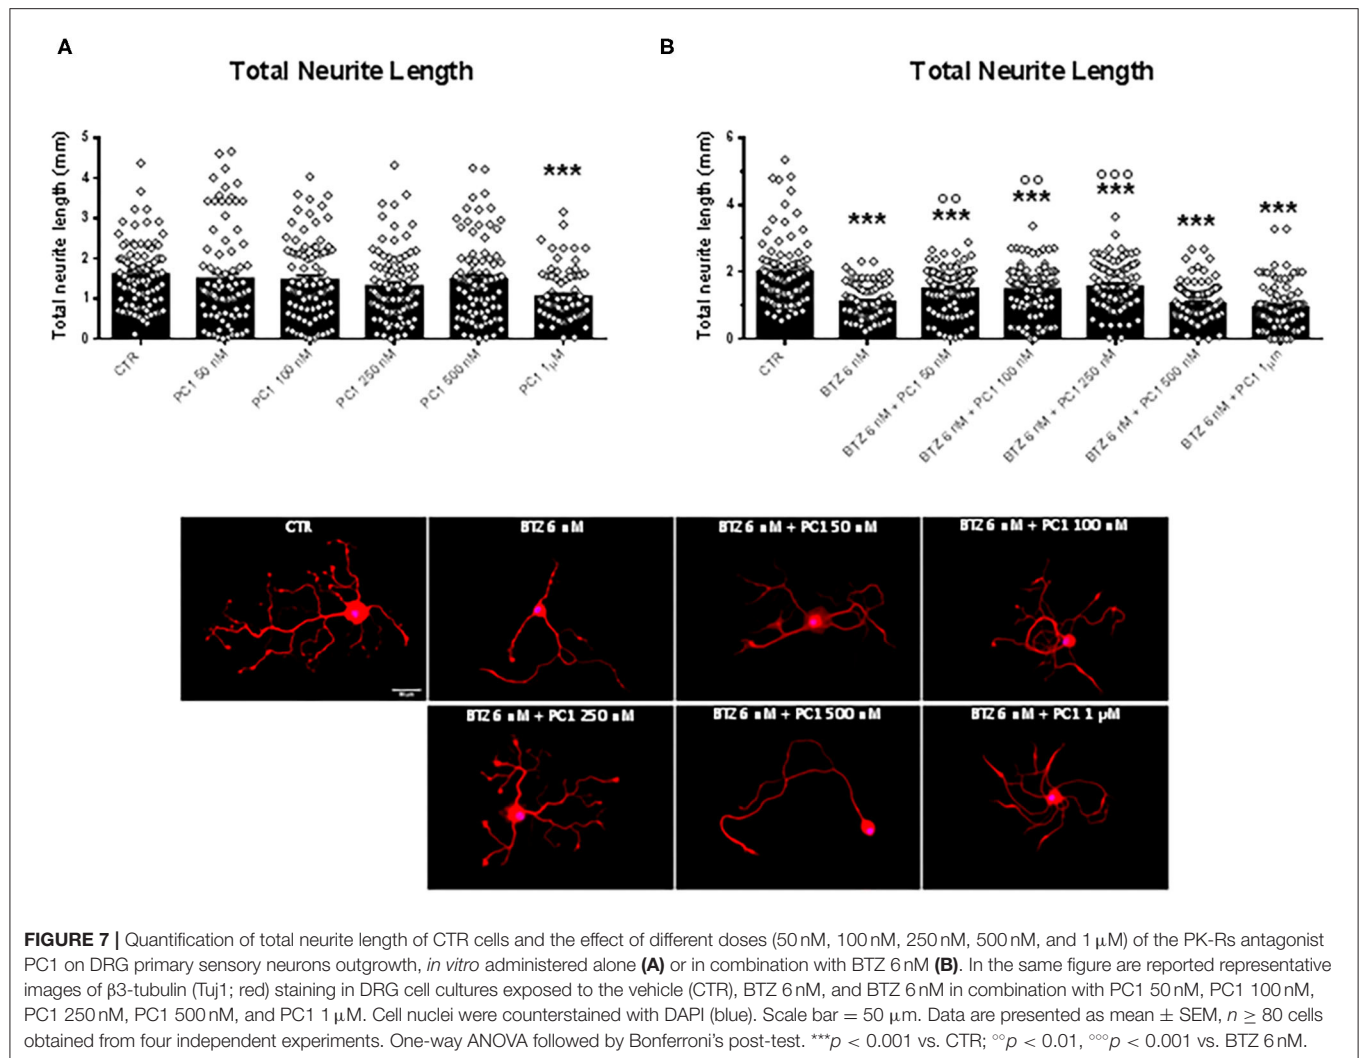 A
Total Neurite Length
Total neurite length (mm)
5
4
3
2
1
0
***
CTR
PC1 50 nM
PC1 100 nM
PC1 250 nM
PC1 500 nM
PC1 1µM
B
Total Neurite Length
Total neurite length (mm)
6
4
2
0
***
°°
***
°°
***
°°°
***
***
***
CTR
BTZ 6 nM
BTZ 6 nM + PC1 50 nM
BTZ 6 nM + PC1 100 nM
BTZ 6 nM + PC1 250 nM
BTZ 6 nM + PC1 500 nM
BTZ 6 nM + PC1 1µm
CTR
BTZ 6 nM
BTZ 6 nM + PC1 50 nM
BTZ 6 nM + PC1 100 nM
BTZ 6 nM + PC1 250 nM
BTZ 6 nM + PC1 500 nM
BTZ 6 nM + PC1 1 µM
FIGURE 7 | Quantification of total neurite length of CTR cells and the effect of different doses (50 nM, 100 nM, 250 nM, 500 nM, and 1 µM) of the PK-Rs antagonist
PC1 on DRG primary sensory neurons outgrowth, in vitro administered alone (A) or in combination with BTZ 6 nM (B). In the same figure are reported representative
images of β3-tubulin (Tuj1; red) staining in DRG cell cultures exposed to the vehicle (CTR), BTZ 6 nM, and BTZ 6 nM in combination with PC1 50 nM, PC1 100 nM,
PC1 250 nM, PC1 500 nM, and PC1 1 µM. Cell nuclei were counterstained with DAPI (blue). Scale bar = 50 µm. Data are presented as mean ± SEM, n ≥ 80 cells
obtained from four independent experiments. One-way ANOVA followed by Bonferroni's post-test. ***p < 0.001 vs. CTR; °°p < 0.01, °°°p < 0.001 vs. BTZ 6 nM.